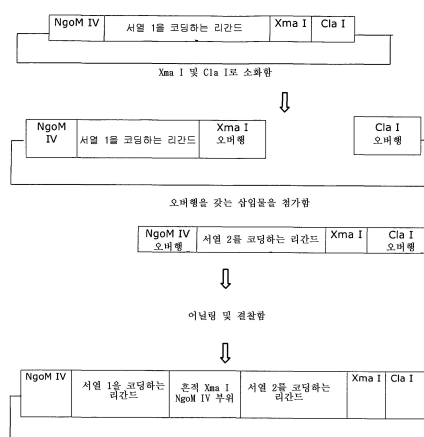 NgoM IV 서열 1을 코딩하는 리간드 Xma I Cla I
Xma I 및 Cla I로 소화함
NgoM
IV
서열 1을 코딩하는 리간드
Xma I
오버행
Cla I
오버행
오버행을 갖는 삽입물을 첨가함
NgoM IV
오버행
서열 2를 코딩하는 리간드
Xma I
Cla I
오버행
어닐링 및 결찰함
NgoM IV
서열 1을 코딩하는
리간드
흔적 Xma I
NgoM IV 부위
서열 2를 코딩하는
리간드
Xma I
Cla I